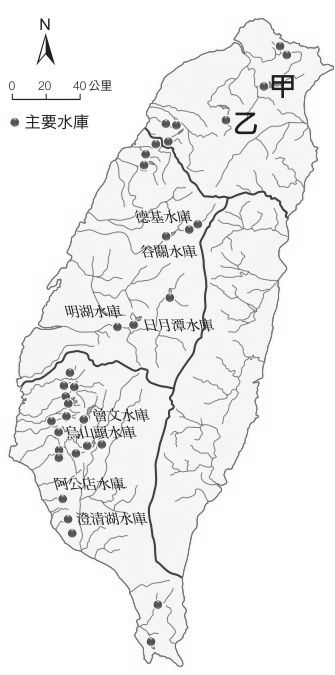 N
0 20 40 公里
主要水庫
甲
乙
德基水庫
谷關水庫
明湖水庫
日月潭水庫
曾文水庫
烏山頭水庫
阿公店水庫
澄清湖水庫